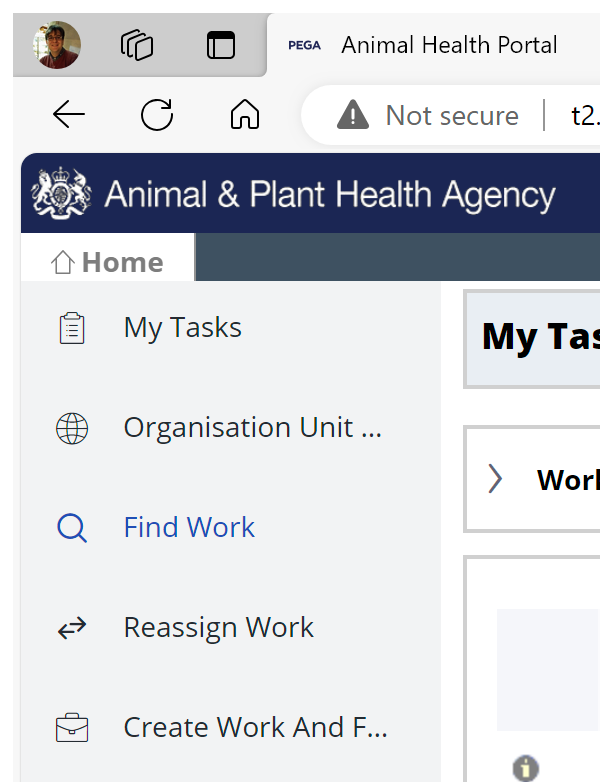 PEGA Animal Health Portal
Not secure t2.
Animal & Plant Health Agency
Home
My Tasks
My Tas
Organisation Unit ...
Work
Find Work
Reassign Work
Create Work And F...